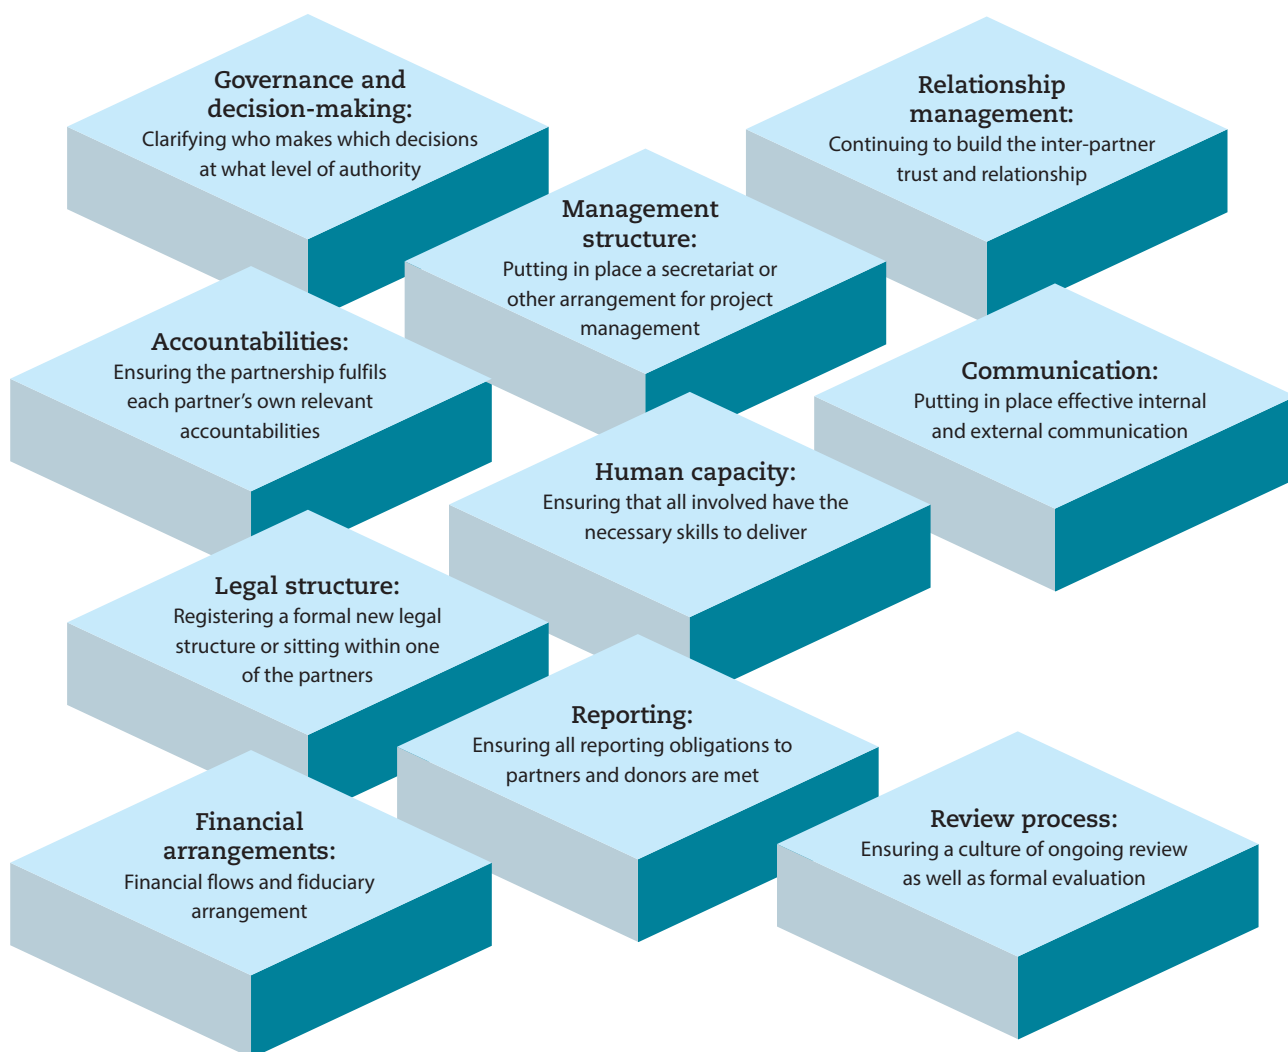 Governance and
decision-making:
Clarifying who makes which decisions
at what level of authority
Relationship
management:
Continuing to build the inter-partner
trust and relationship
Management
structure:
Putting in place a secretariat or
other arrangement for project
management
Accountabilities:
Ensuring the partnership fulfils
each partner’s own relevant
accountabilities
Communication:
Putting in place effective internal
and external communication
Human capacity:
Ensuring that all involved have the
necessary skills to deliver
Legal structure:
Registering a formal new legal
structure or sitting within one
of the partners
Reporting:
Ensuring all reporting obligations to
partners and donors are met
Financial
arrangements:
Financial flows and fiduciary
arrangement
Review process:
Ensuring a culture of ongoing review
as well as formal evaluation